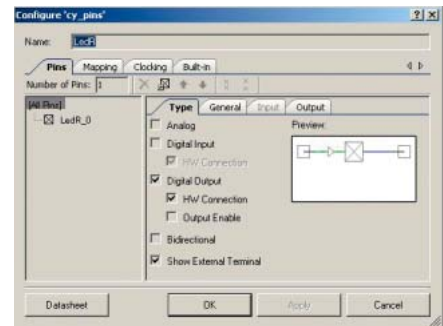 Configure 'cy_pins'
Name: LedR
Pins Mapping Clocking Built-in
Number of Pins: 1
[All Pins]
LedR_0
Type General Input Output
Analog
Preview:
Digital Input
HW Connection
Digital Output
HW Connection
Output Enable
Bidirectional
Show External Terminal
Datasheet OK Apply Cancel